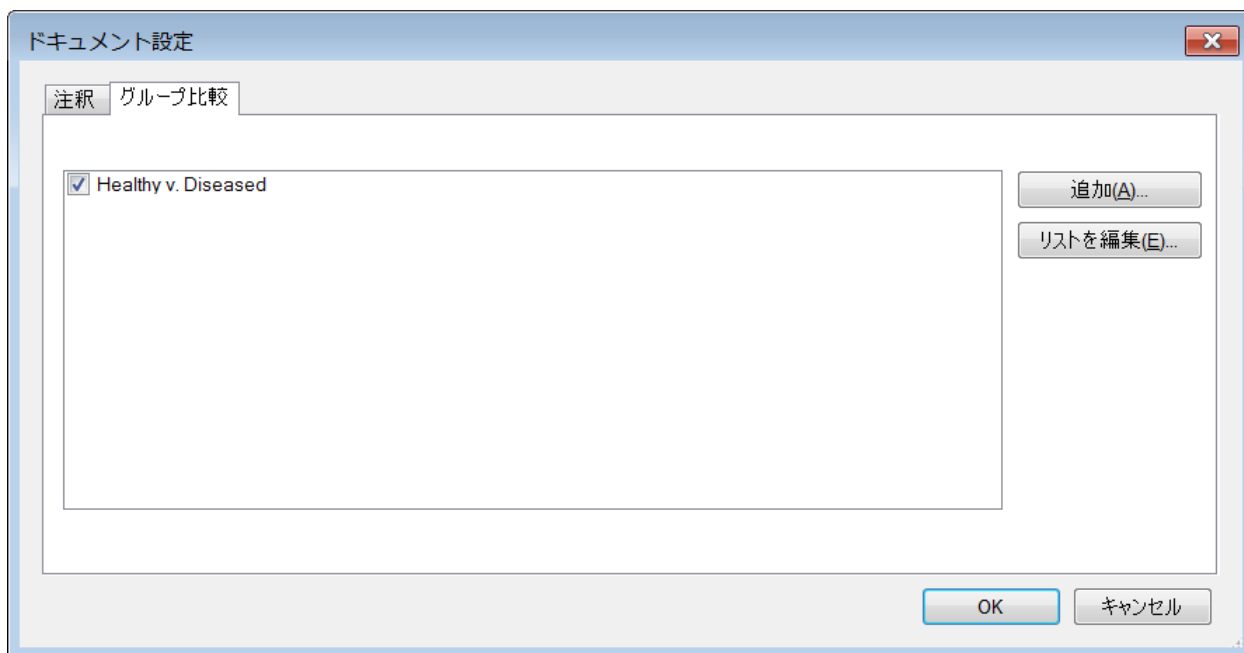 ドキュメント設定
注釈
グループ比較
Healthy v. Diseased
追加(A)...
リストを編集(E)...
OK
キャンセル